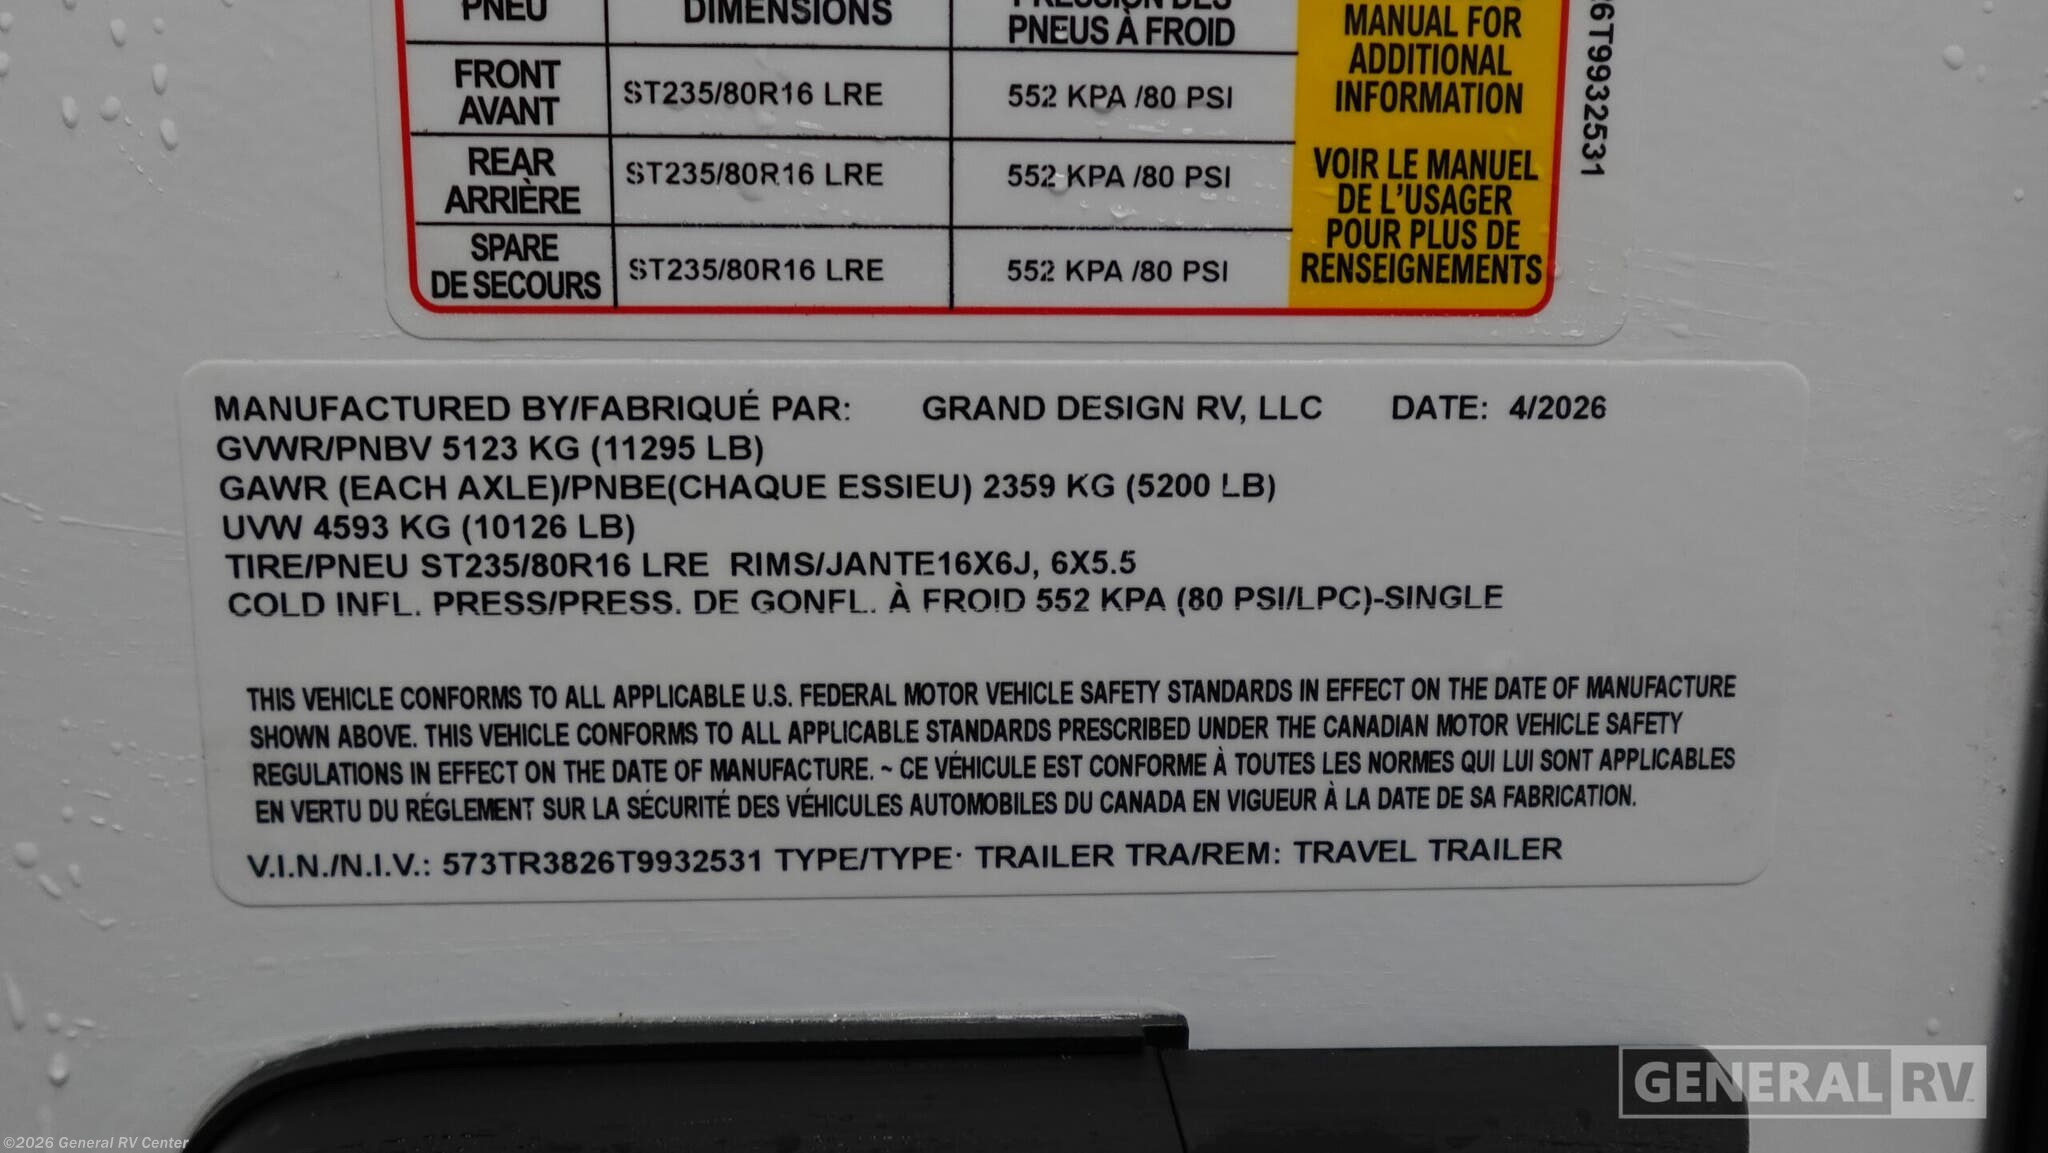 PNEU DIMENSIONS PRESSION DES
PNEUS À FROID
FRONT
AVANT
ST235/80R16 LRE
552 KPA /80 PSI
REAR
ARRIÈRE
ST235/80R16 LRE
552 KPA /80 PSI
SPARE
DE SECOURS
ST235/80R16 LRE
552 KPA /80 PSI
MANUAL FOR
ADDITIONAL
INFORMATION
VOIR LE MANUEL
DE L'USAGER
POUR PLUS DE
RENSEIGNEMENTS
6T9932531
MANUFACTURED BY/FABRIQUÉ PAR: GRAND DESIGN RV, LLC DATE: 4/2026
GVWR/PNBV 5123 KG (11295 LB)
GAWR (EACH AXLE)/PNBE(CHAQUE ESSIEU) 2359 KG (5200 LB)
UVW 4593 KG (10126 LB)
TIRE/PNEU ST235/80R16 LRE RIMS/JANTE16X6J, 6X5.5
COLD INFL. PRESS/PRESS. DE GONFL. À FROID 552 KPA (80 PSI/LPC)-SINGLE
THIS VEHICLE CONFORMS TO ALL APPLICABLE U.S. FEDERAL MOTOR VEHICLE SAFETY STANDARDS IN EFFECT ON THE DATE OF MANUFACTURE
SHOWN ABOVE. THIS VEHICLE CONFORMS TO ALL APPLICABLE STANDARDS PRESCRIBED UNDER THE CANADIAN MOTOR VEHICLE SAFETY
REGULATIONS IN EFFECT ON THE DATE OF MANUFACTURE. ~ CE VÉHICULE EST CONFORME À TOUTES LES NORMES QUI LUI SONT APPLICABLES
EN VERTU DU RÉGLEMENT SUR LA SÉCURITÉ DES VÉHICULES AUTOMOBILES DU CANADA EN VIGUEUR À LA DATE DE SA FABRICATION.
V.I.N./N.I.V.: 573TR3826T9932531 TYPE/TYPE: TRAILER TRA/REM: TRAVEL TRAILER
GENERAL RV
©2026 General RV Center